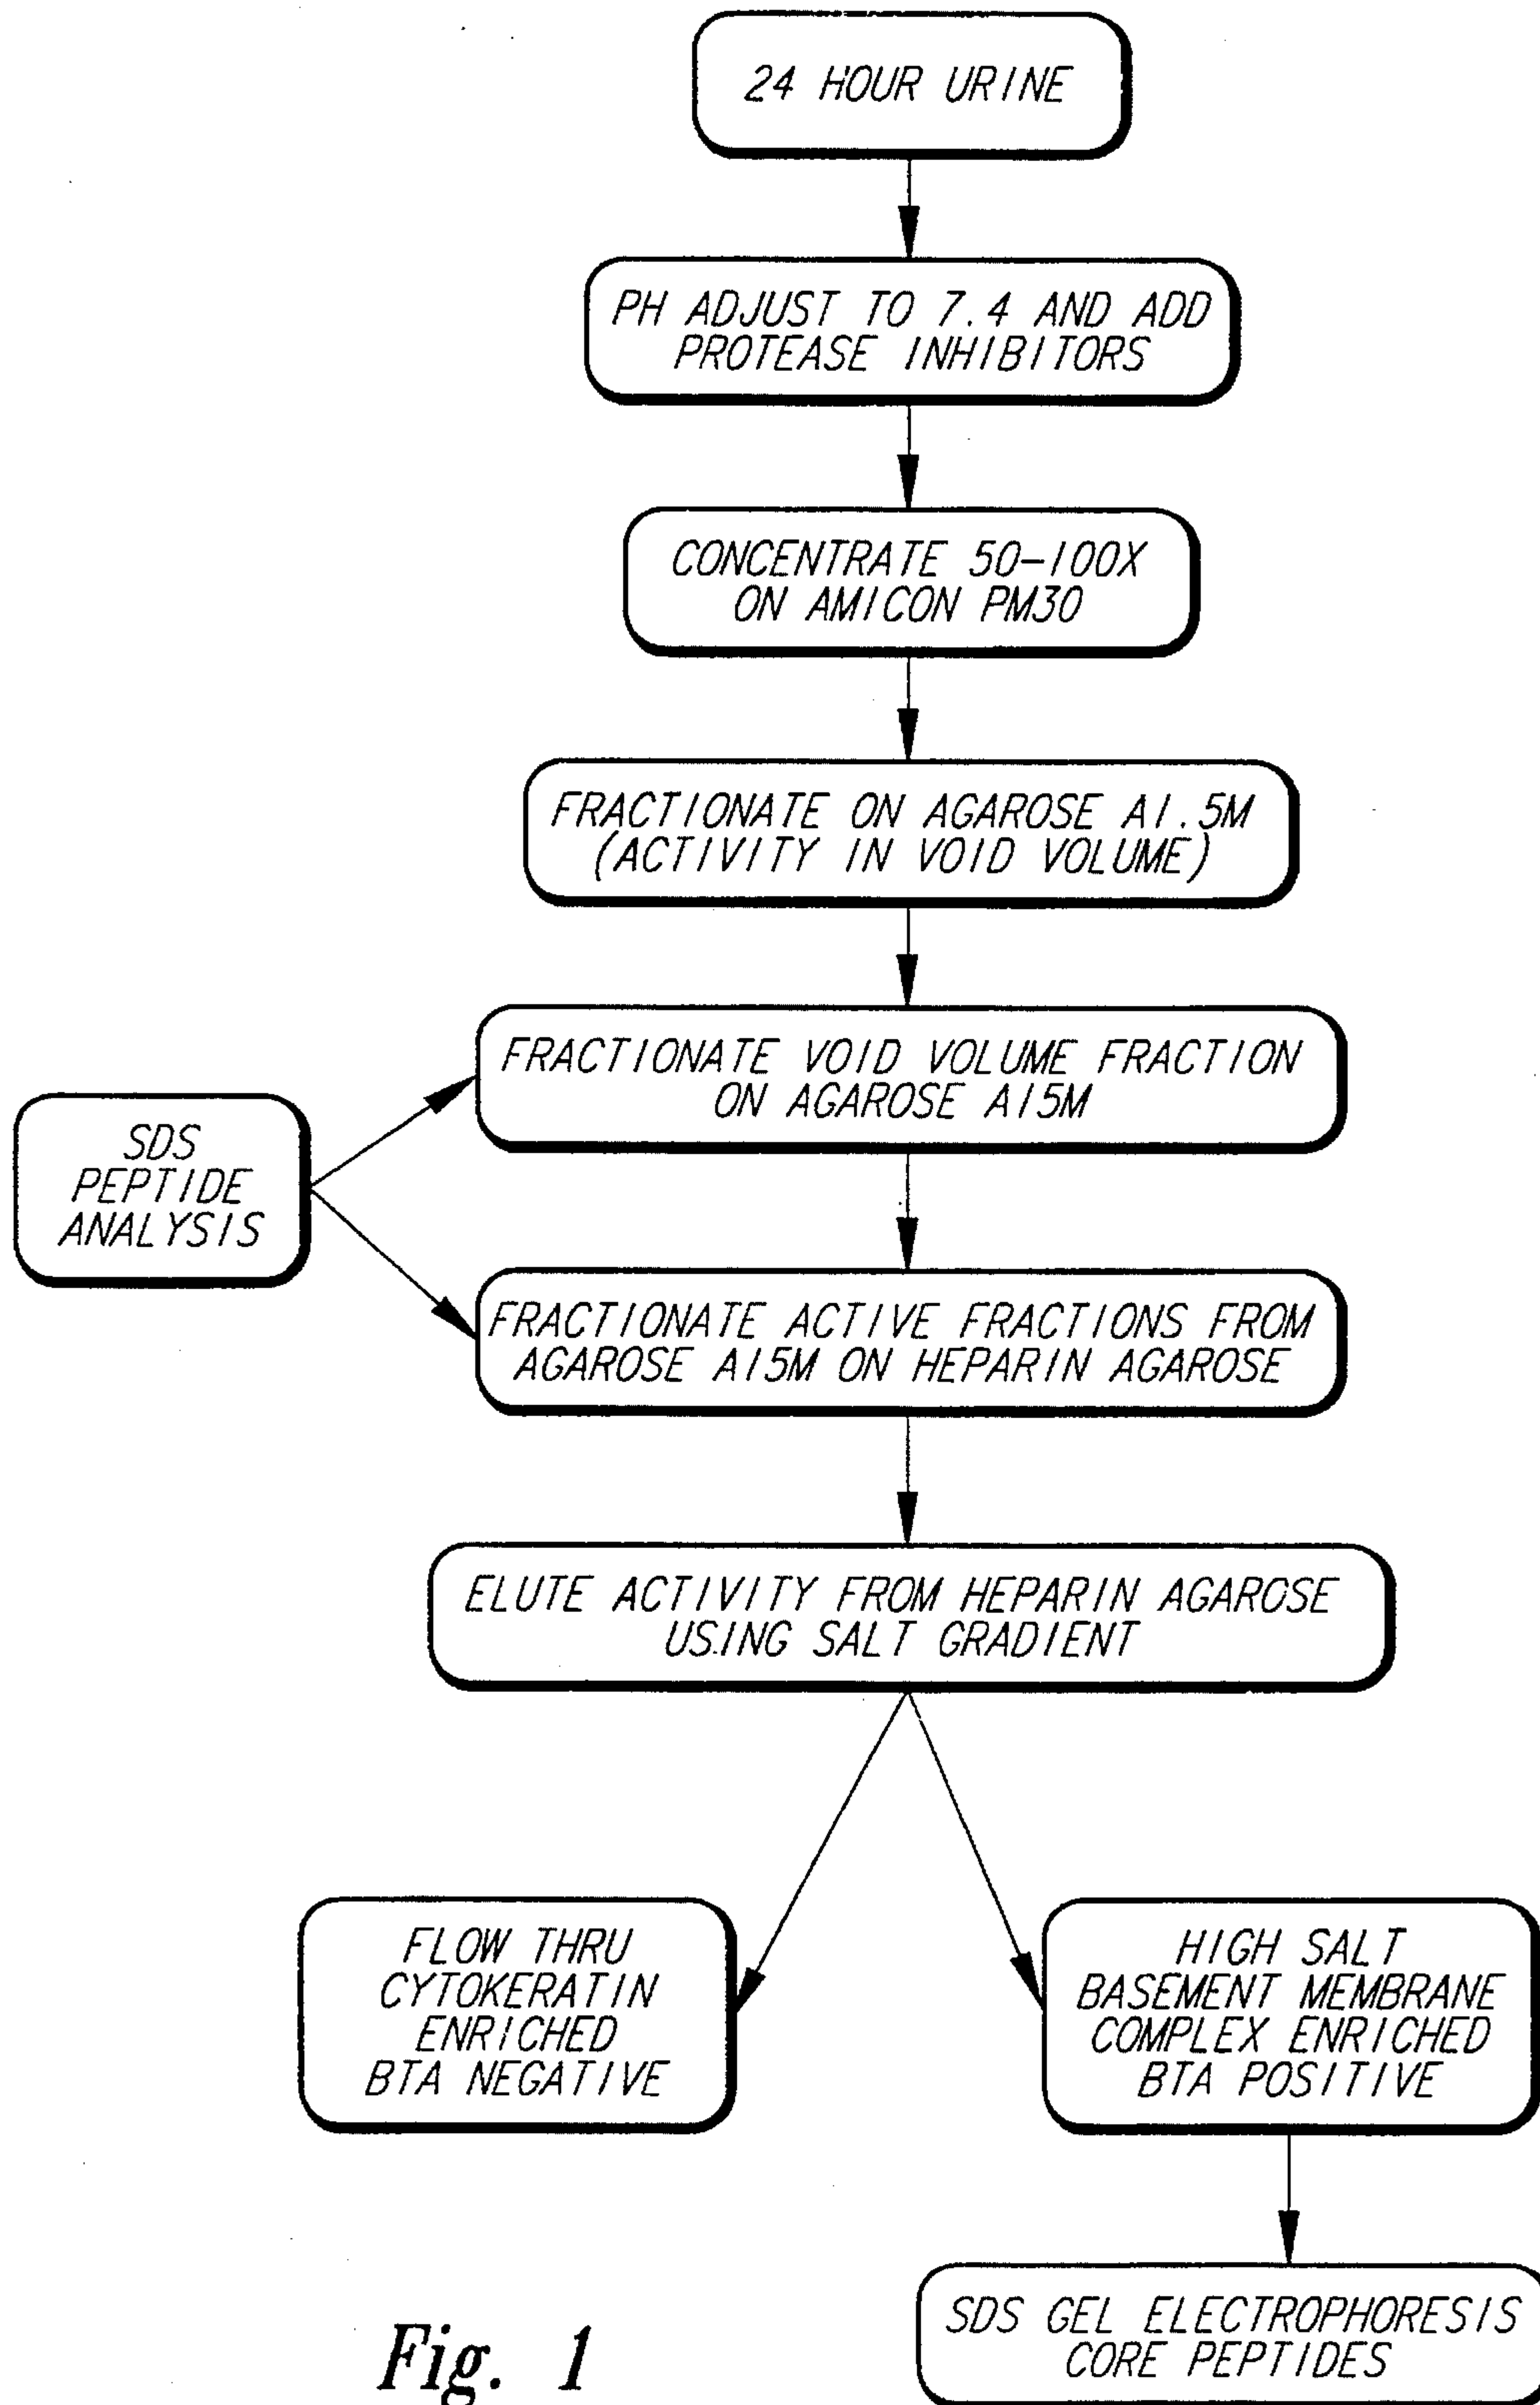 24 HOUR URINE
PH ADJUST TO 7.4 AND ADD
PROTEASE INHIBITORS
CONCENTRATE 50-100X
ON AMICON PM30
FRACTIONATE ON AGAROSE A1.5M
(ACTIVITY IN VOID VOLUME)
FRACTIONATE VOID VOLUME FRACTION
ON AGAROSE A15M
SDS
PEPTIDE
ANALYSIS
FRACTIONATE ACTIVE FRACTIONS FROM
AGAROSE A15M ON HEPARIN AGAROSE
ELUTE ACTIVITY FROM HEPARIN AGAROSE
USING SALT GRADIENT
FLOW THRU
CYTOKERATIN
ENRICHED
BTA NEGATIVE
HIGH SALT
BASEMENT MEMBRANE
COMPLEX ENRICHED
BTA POSITIVE
SDS GEL ELECTROPHORESIS
CORE PEPTIDES
Fig. 1